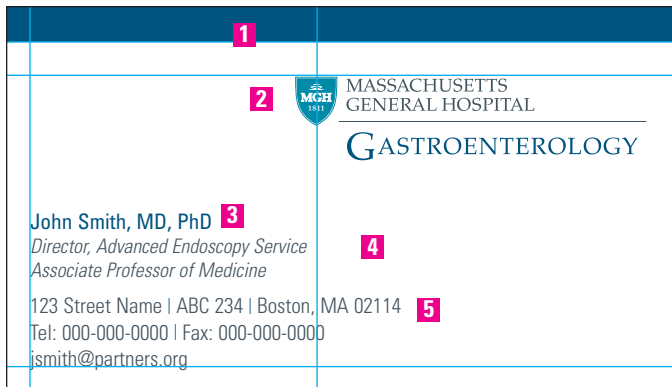 1
2
MGH
1811
MASSACHUSETTS
GENERAL HOSPITAL
GASTROENTEROLOGY
John Smith, MD, PhD 3
Director, Advanced Endoscopy Service 4
Associate Professor of Medicine
123 Street Name | ABC 234 | Boston, MA 02114 5
Tel: 000-000-0000 | Fax: 000-000-0000
jsmith@partners.org